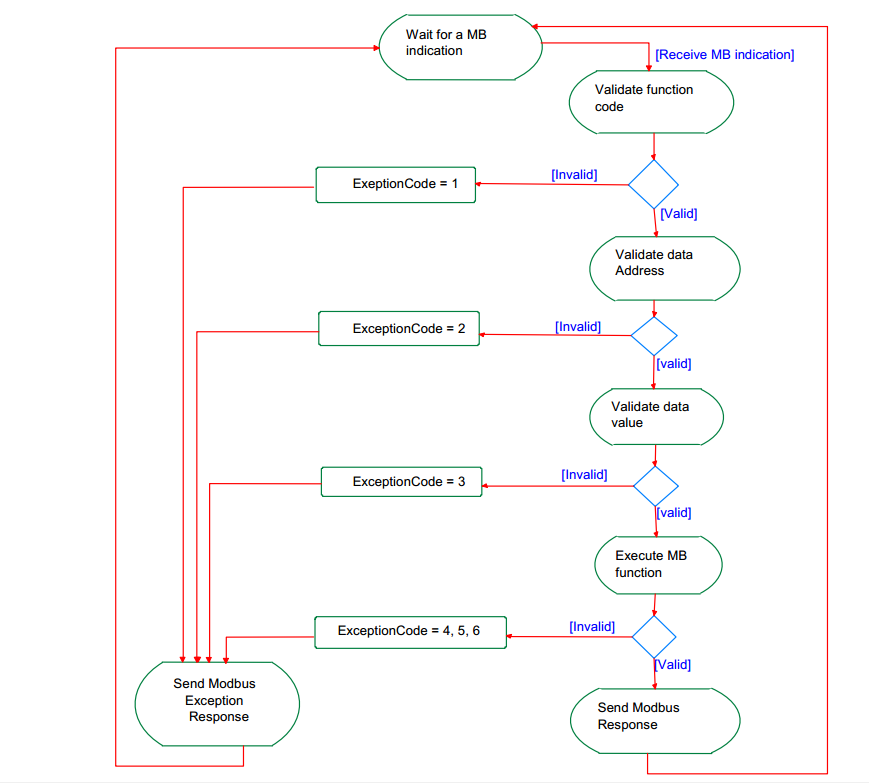 Wait for a MB
indication
[Receive MB indication]
Validate function
code
[Invalid]
ExeptionCode = 1
[Valid]
Validate data
Address
[Invalid]
ExceptionCode = 2
[valid]
Validate data
value
[Invalid]
ExceptionCode = 3
[valid]
Execute MB
function
[Invalid]
ExceptionCode = 4, 5, 6
[Valid]
Send Modbus
Exception
Response
Send Modbus
Response